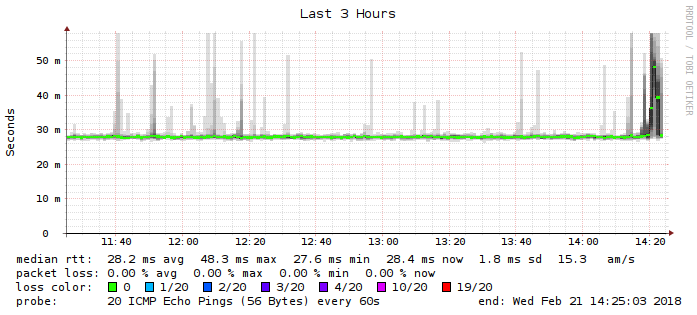 Last 3 Hours
RRDTOOL / TOBI OETIKER
Seconds
50 m
40 m
30 m
20 m
10 m
0
11:40 12:00 12:20 12:40 13:00 13:20 13:40 14:00 14:20
median rtt: 28.2 ms avg 48.3 ms max 27.6 ms min 28.4 ms now 1.8 ms sd 15.3 am/s
packet loss: 0.00 % avg 0.00 % max 0.00 % min 0.00 % now
loss color: 0 1/20 2/20 3/20 4/20 10/20 19/20
probe: 20 ICMP Echo Pings (56 Bytes) every 60s end: Wed Feb 21 14:25:03 2018